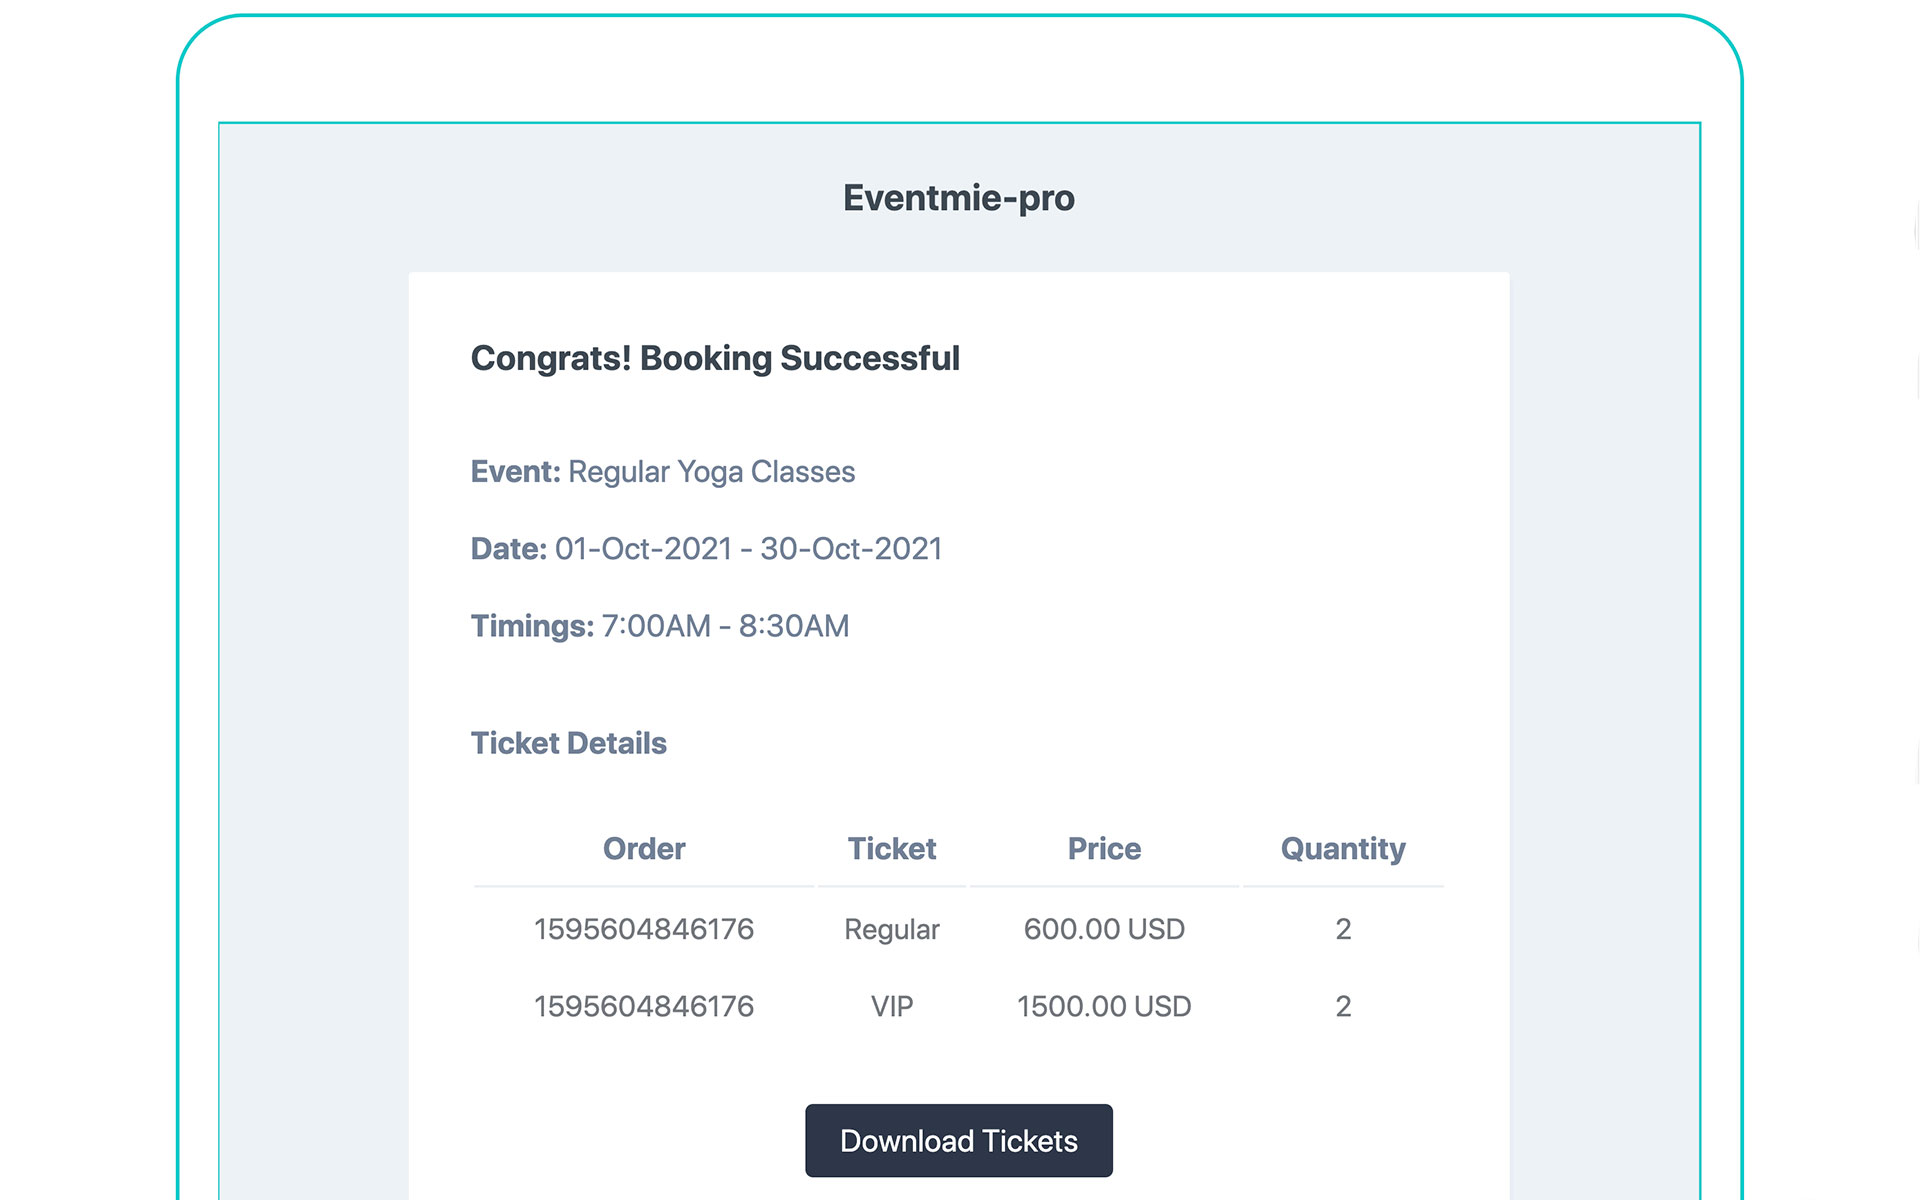 Eventmie-pro
Congrats! Booking Successful
Event: Regular Yoga Classes
Date: 01-Oct-2021 - 30-Oct-2021
Timings: 7:00AM - 8:30AM
Ticket Details
Order Ticket Price Quantity
1595604846176 Regular 600.00 USD 2
1595604846176 VIP 1500.00 USD 2
Download Tickets